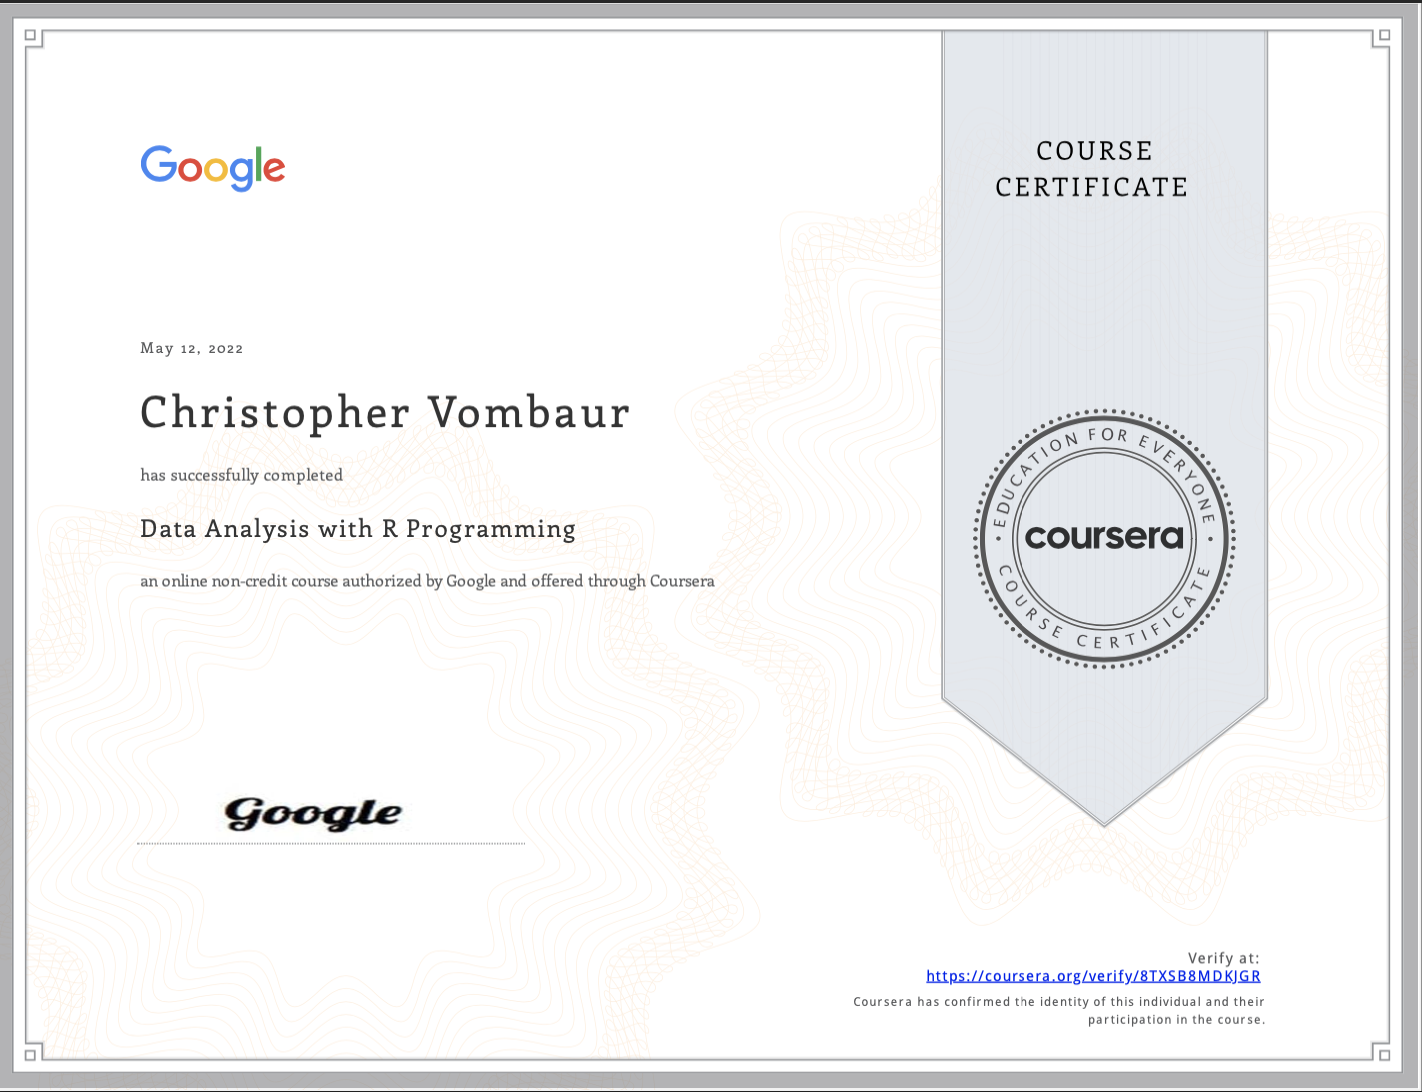 Google
COURSE
CERTIFICATE
May 12, 2022
Christopher Vombaur
has successfully completed
Data Analysis with R Programming
an online non-credit course authorized by Google and offered through Coursera
EDUCATION FOR EVERYONE
coursera
COURSE CERTIFICATE
Google
Verify at:
https://coursera.org/verify/8TXSB8MDKJGR
Coursera has confirmed the identity of this individual and their
participation in the course.